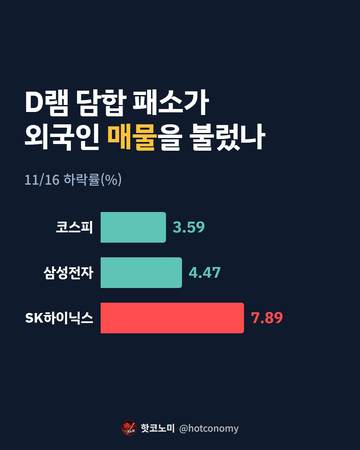 D램 담합 패소가
외국인 매물을 불렀나
11/16 하락률(%)
코스피 3.59
삼성전자 4.47
SK하이닉스 7.89
핫코노미 @hotconomy